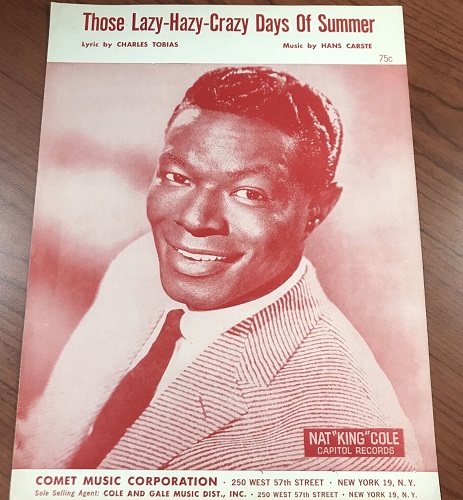 Those Lazy-Hazy-Crazy Days Of Summer
Lyric by CHARLES TOBIAS Music by HANS CARSTE
75c
NAT "KING" COLE
CAPITOL RECORDS
COMET MUSIC CORPORATION · 250 WEST 57th STREET · NEW YORK 19, N. Y.
Sole Selling Agent: COLE AND GALE MUSIC DIST., INC. · 250 WEST 57th STREET · NEW YORK 19, N. Y.